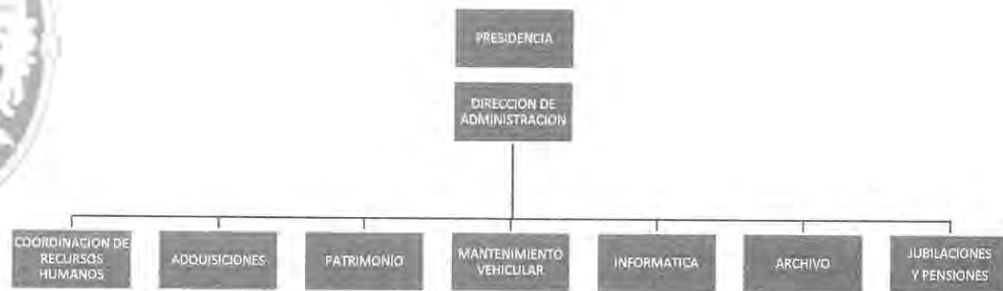 PRESIDENCIA
DIRECCION DE
ADMINISTRACION
COORDINACION DE
RECURSOS
HUMANOS
ADQUISICIONES
PATRIMONIO
MANTENIMIENTO
VEHICULAR
INFORMATICA
ARCHIVO
JUBILACIONES
Y PENSIONES